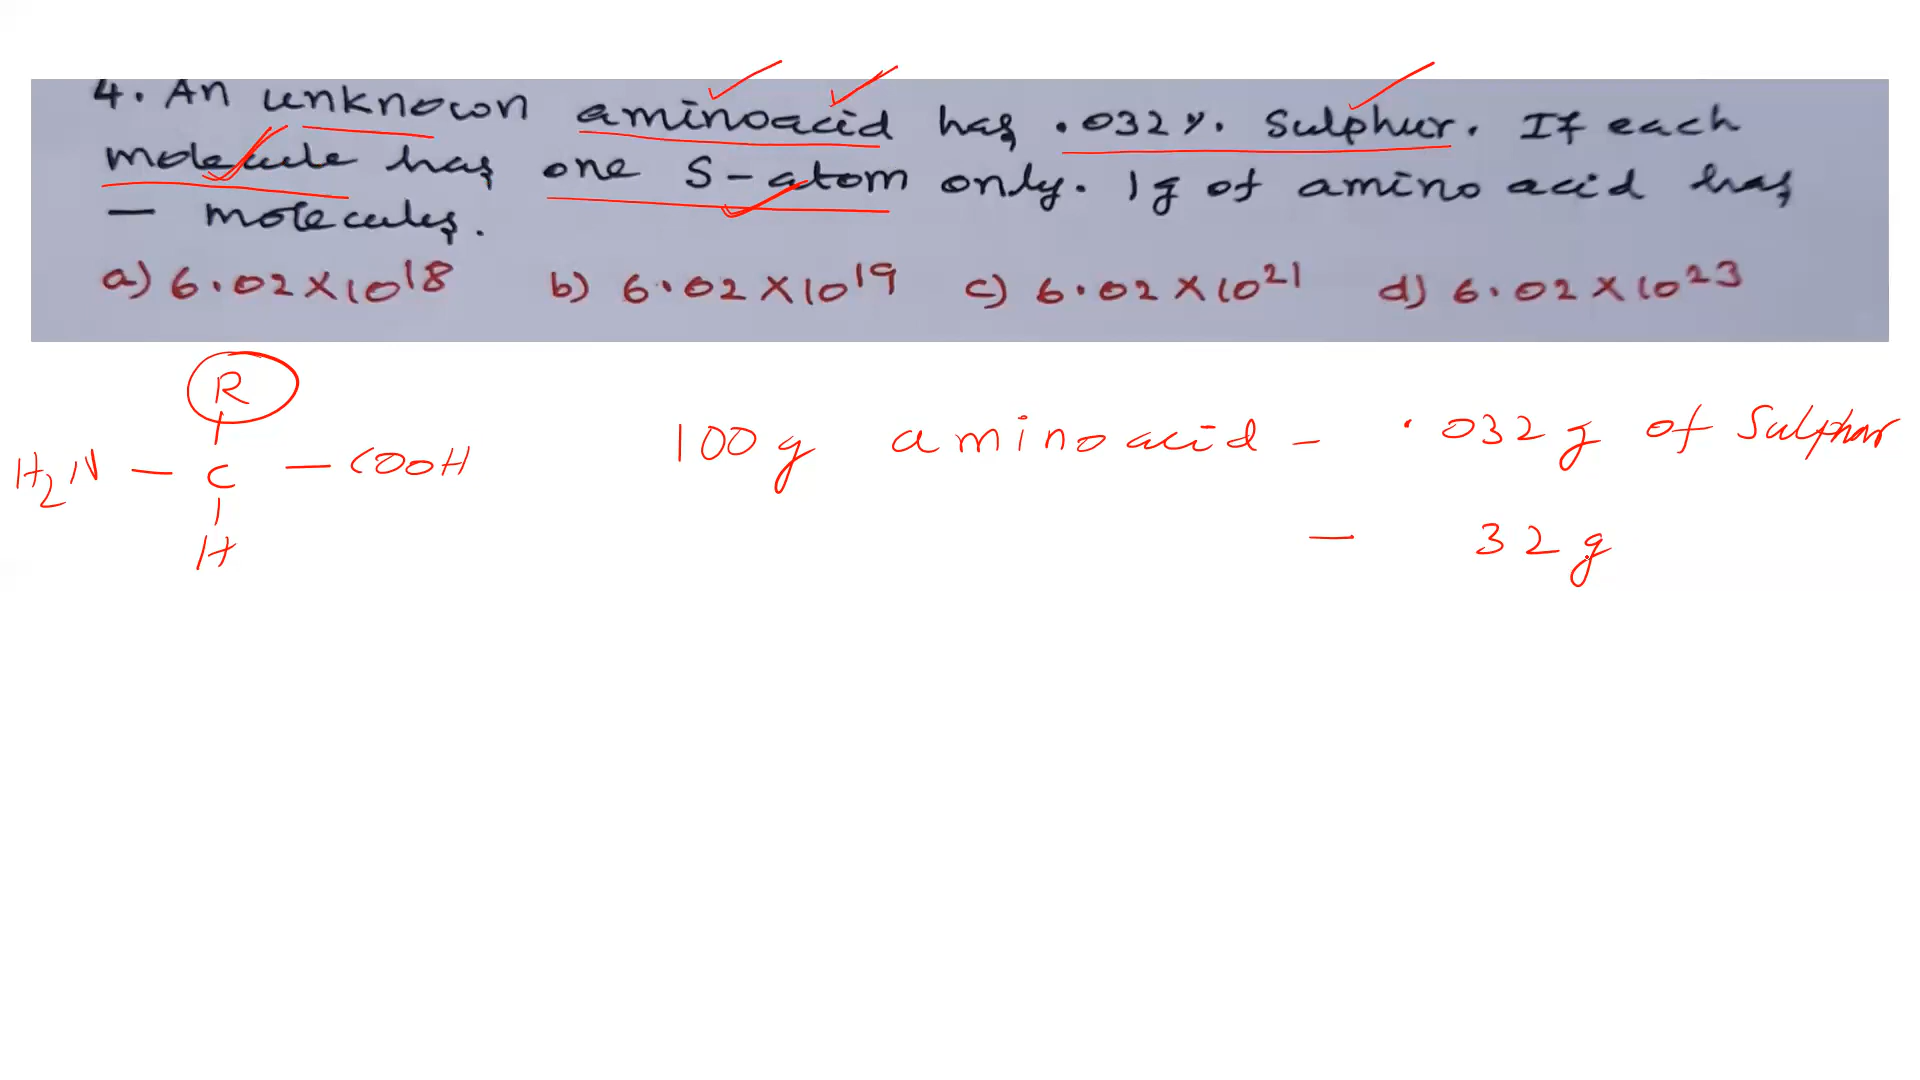 4. An unknown aminoacid has .032%. Sulphur. If each
molecule has one S-atom only. 1g of amino acid has
— molecules.
a) 6.02×10^18 b) 6.02×10^19 c) 6.02×10^21 d) 6.02×10^23
R
H2N — C — COOH
H
100g aminoacid - .032g of Sulphur
— 32g